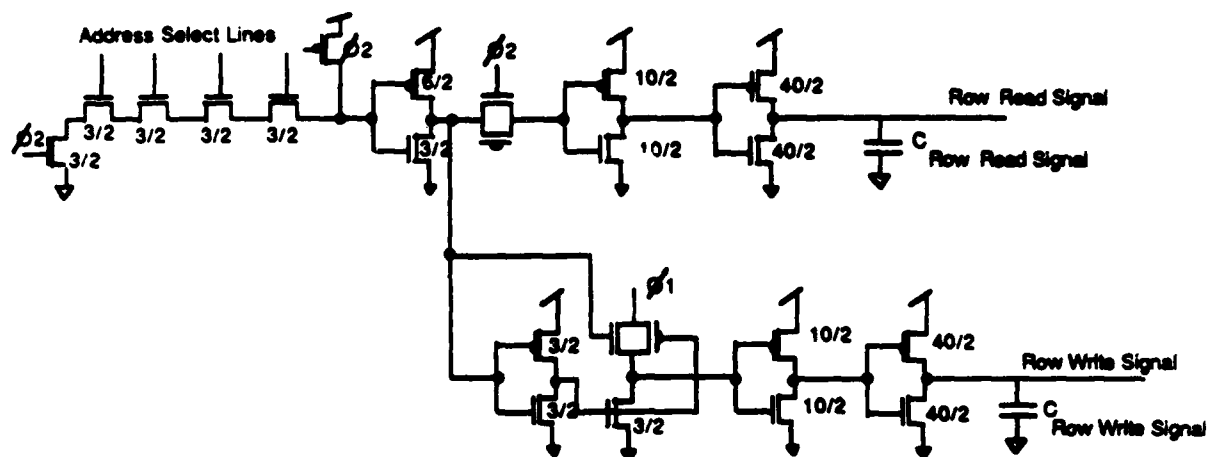 Address Select Lines
ø2
ø2
6/2
10/2
40/2
Row Read Signal
3/2 3/2 3/2 3/2
ø2
3/2
3/2
10/2
40/2
C Row Read Signal
ø1
3/2
10/2
40/2
Row Write Signal
3/2
3/2
10/2
40/2
C Row Write Signal